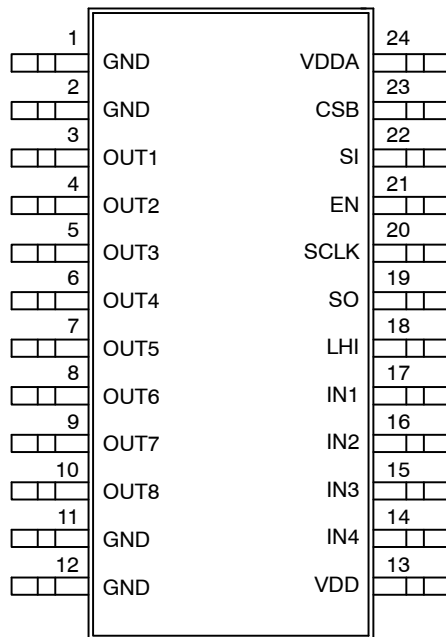 1 GND VDDA 24
2 GND CSB 23
3 OUT1 SI 22
4 OUT2 EN 21
5 OUT3 SCLK 20
6 OUT4 SO 19
7 OUT5 LHI 18
8 OUT6 IN1 17
9 OUT7 IN2 16
10 OUT8 IN3 15
11 GND IN4 14
12 GND VDD 13